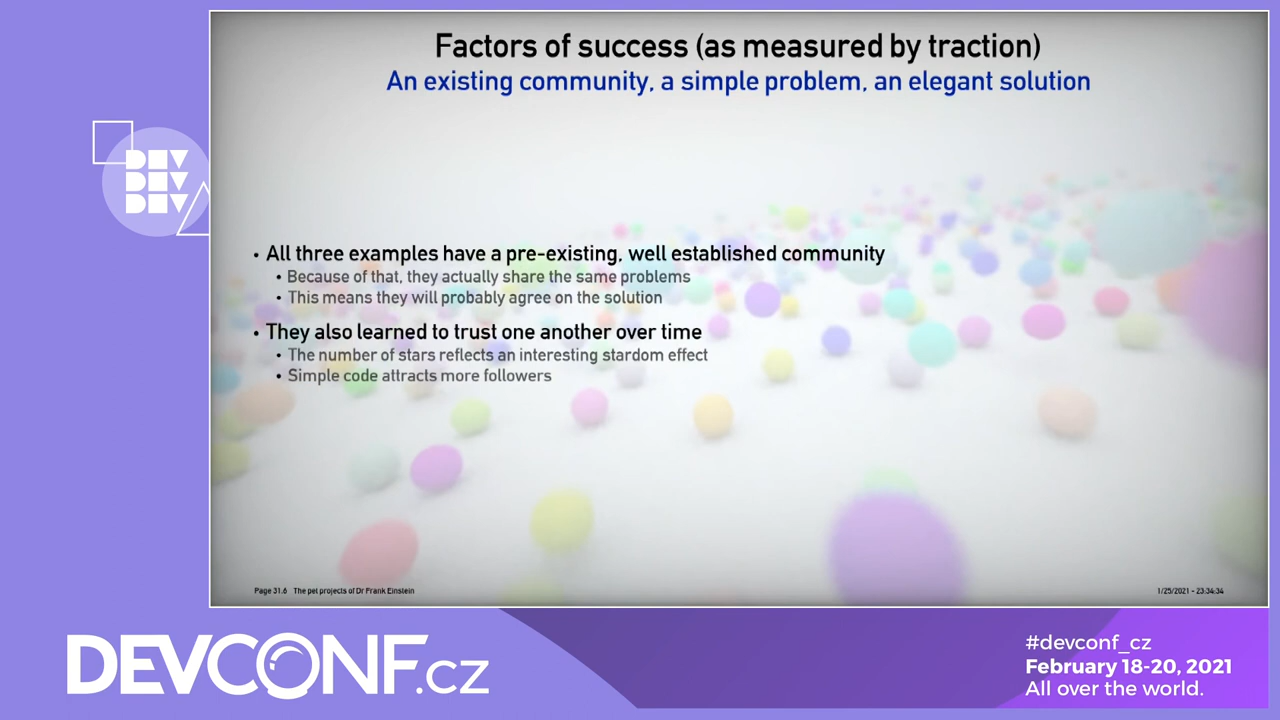 Factors of success (as measured by traction)
An existing community, a simple problem, an elegant solution
DEV
DEV
DEV
• All three examples have a pre-existing, well established community
• Because of that, they actually share the same problems
• This means they will probably agree on the solution
• They also learned to trust one another over time
• The number of stars reflects an interesting stardom effect
• Simple code attracts more followers
Page 31.6 The pet projects of Dr Frank Einstein
1/25/2021 - 23:34:34
DEVCONF.cz
#devconf_cz
February 18-20, 2021
All over the world.